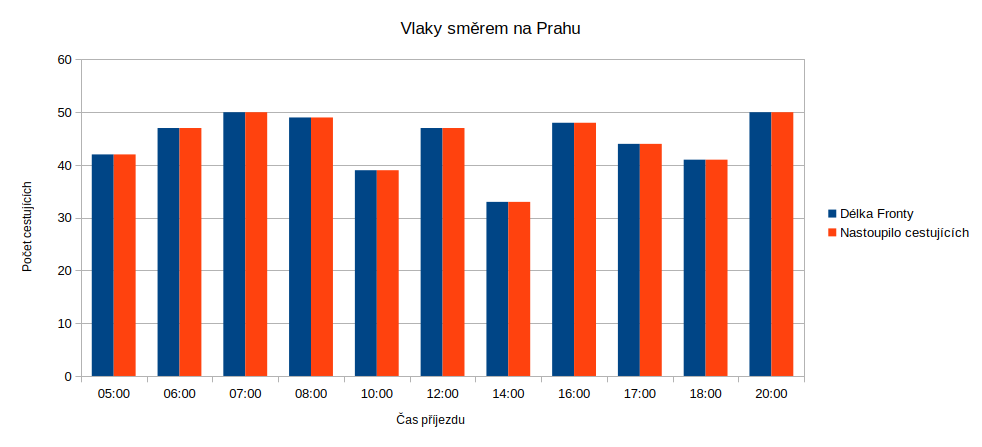 Vlaky směrem na Prahu
60
50
40
30
20
10
0
Počet cestujících
05:00 06:00 07:00 08:00 10:00 12:00 14:00 16:00 17:00 18:00 20:00
Čas příjezdu
Délka Fronty
Nastoupilo cestujících